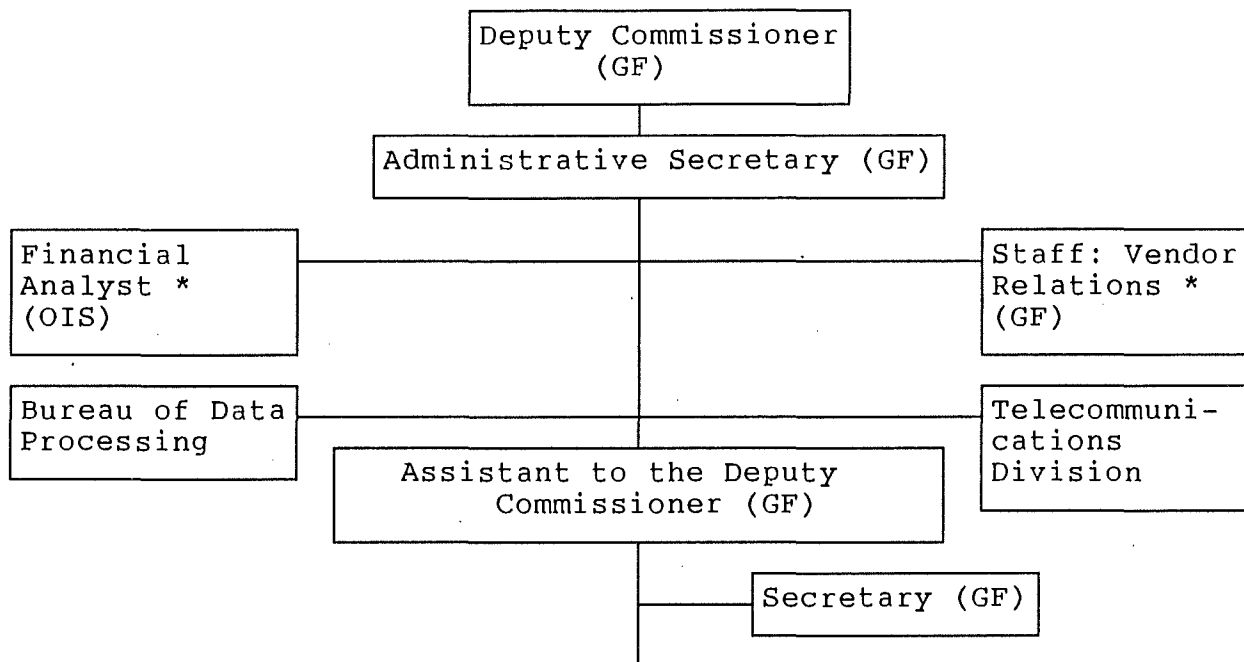 Deputy Commissioner
(GF)
Administrative Secretary (GF)
Financial
Analyst *
(OIS)
Staff: Vendor
Relations *
(GF)
Bureau of Data
Processing
Telecommuni-
cations
Division
Assistant to the Deputy
Commissioner (GF)
Secretary (GF)